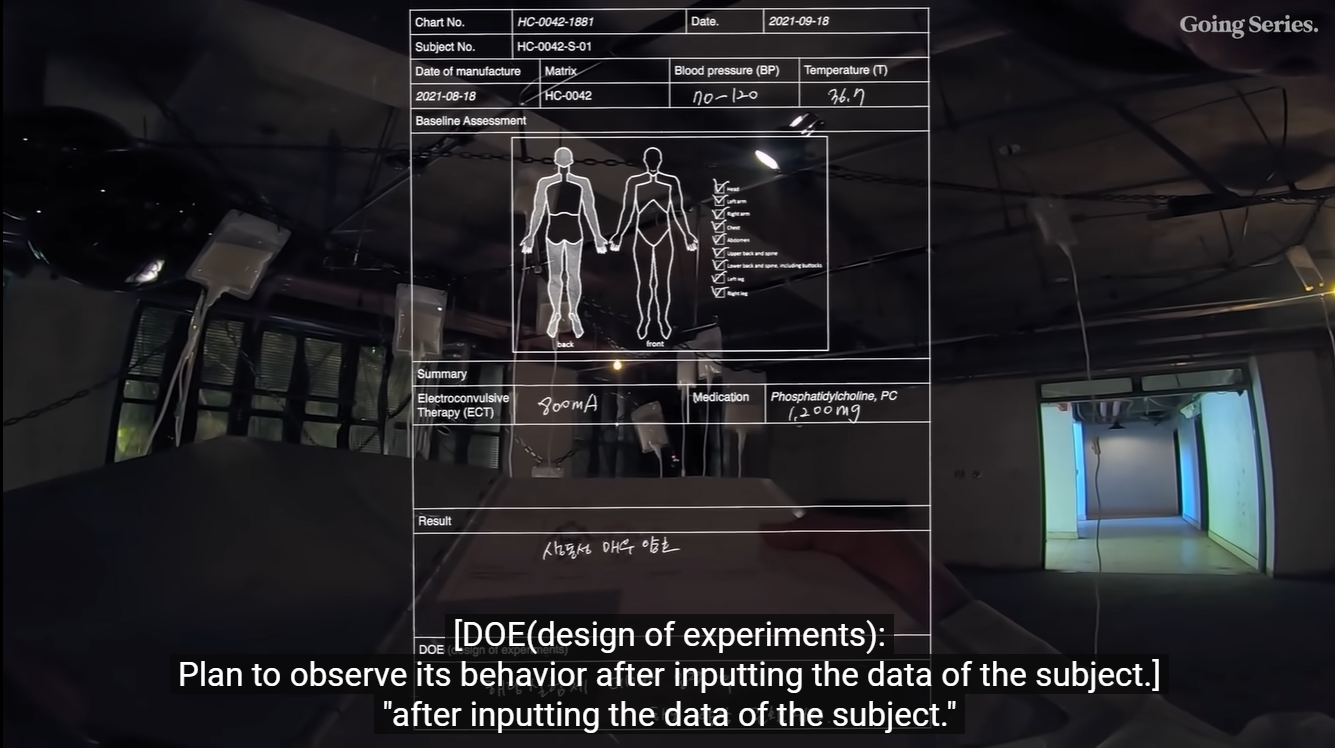 Going Series.
Chart No. HC-0042-1881 Date. 2021-09-18
Subject No. HC-0042-S-01
Date of manufacture Matrix Blood pressure (BP) Temperature (T)
2021-08-18 HC-0042 70-120 36.7
Baseline Assessment
Head
Left arm
Right arm
Chest
Abdomen
Upper back and spine
Lower back and spine, including buttocks
Left leg
Right leg
back front
Summary
Electroconvulsive Therapy (ECT) 800mA Medication Phosphatidylcholine, PC
1,200mg
Result
상태 매우 양호
DOE (design of experiments)
[DOE(design of experiments):
Plan to observe its behavior after inputting the data of the subject.]
"after inputting the data of the subject."